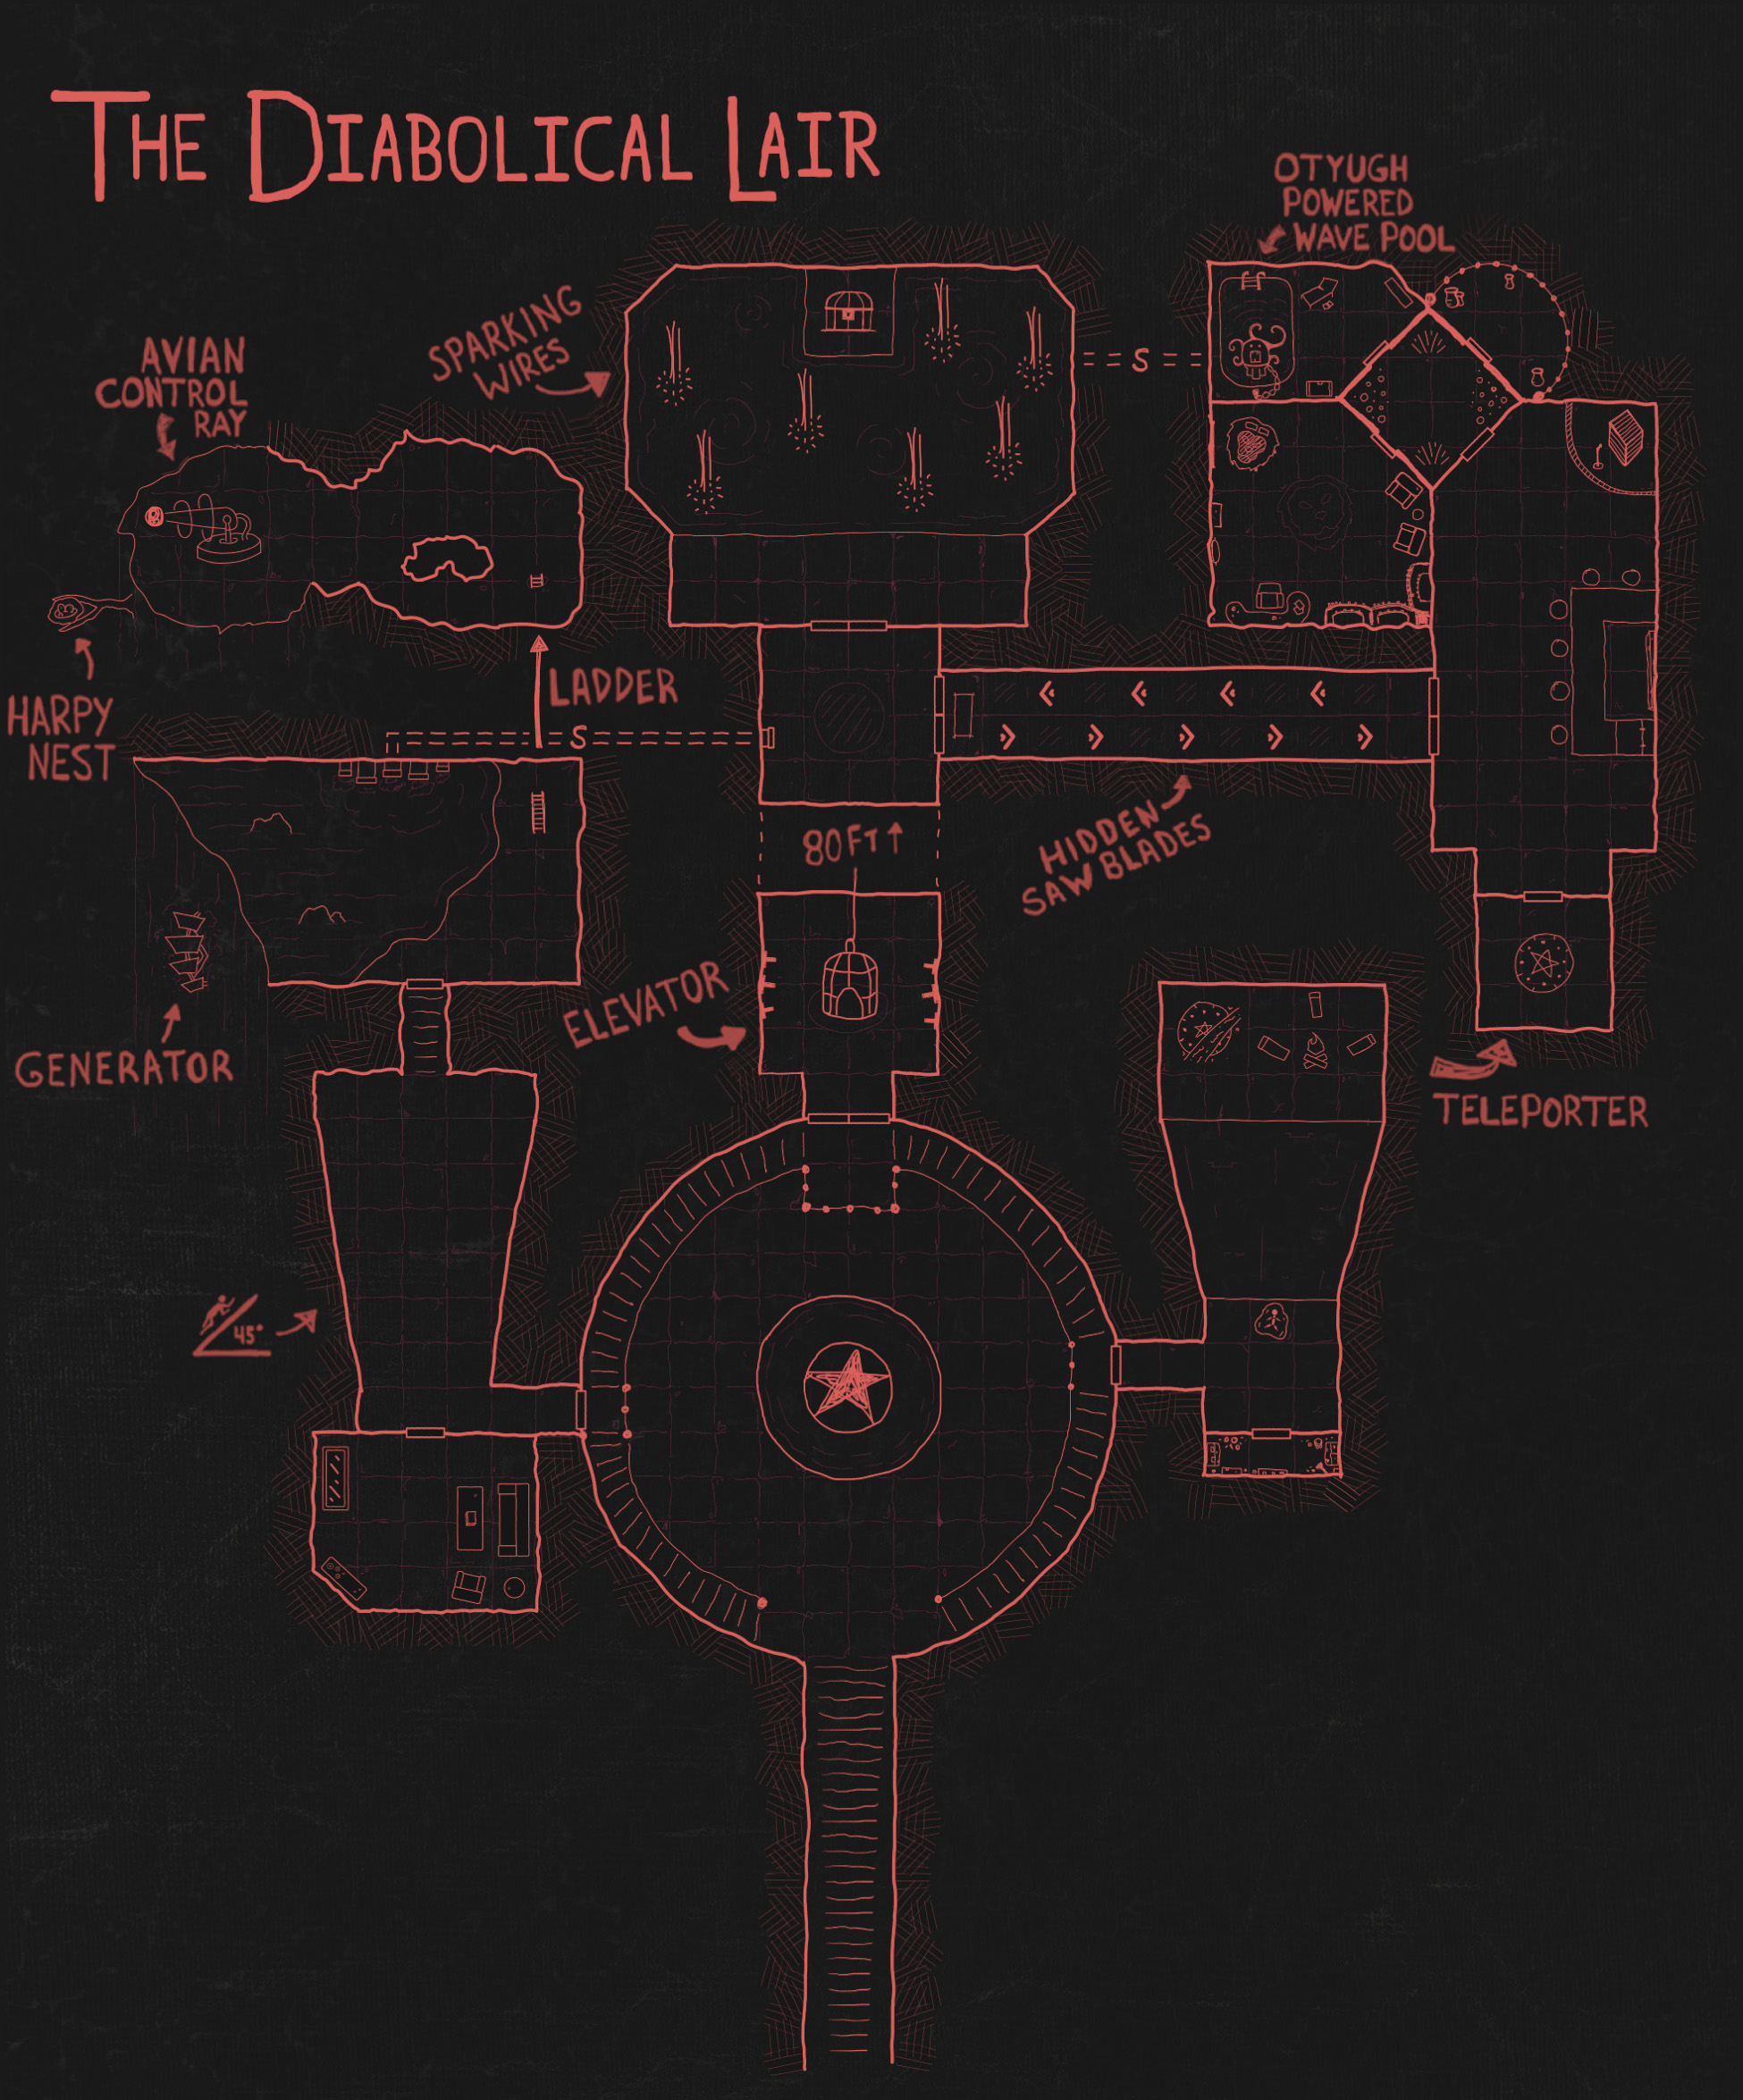 THE DIABOLICAL LAIR
OTYUGH
POWERED
WAVE POOL
SPARKING
WIRES
AVIAN
CONTROL
RAY
S
HARPY
NEST
LADDER
S
80FT
HIDDEN
SAW BLADES
ELEVATOR
GENERATOR
TELEPORTER
45°